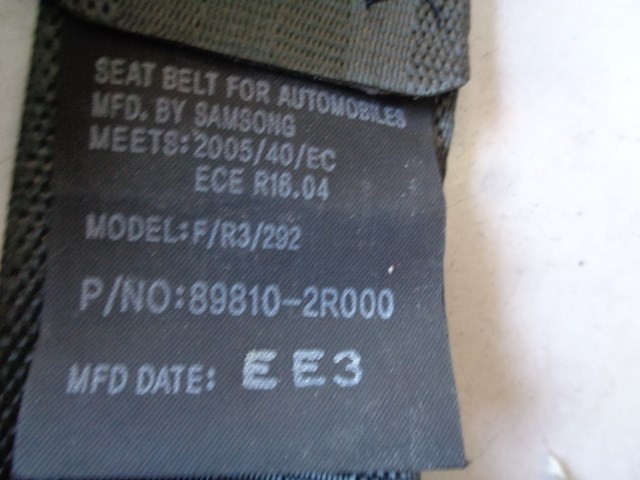 SEAT BELT FOR AUTOMOBILES
MFD. BY SAMSONG
MEETS: 2005/40/EC
ECE R16.04
MODEL: F/R3/292
P/NO: 89810-2R000
MFD DATE: EE3